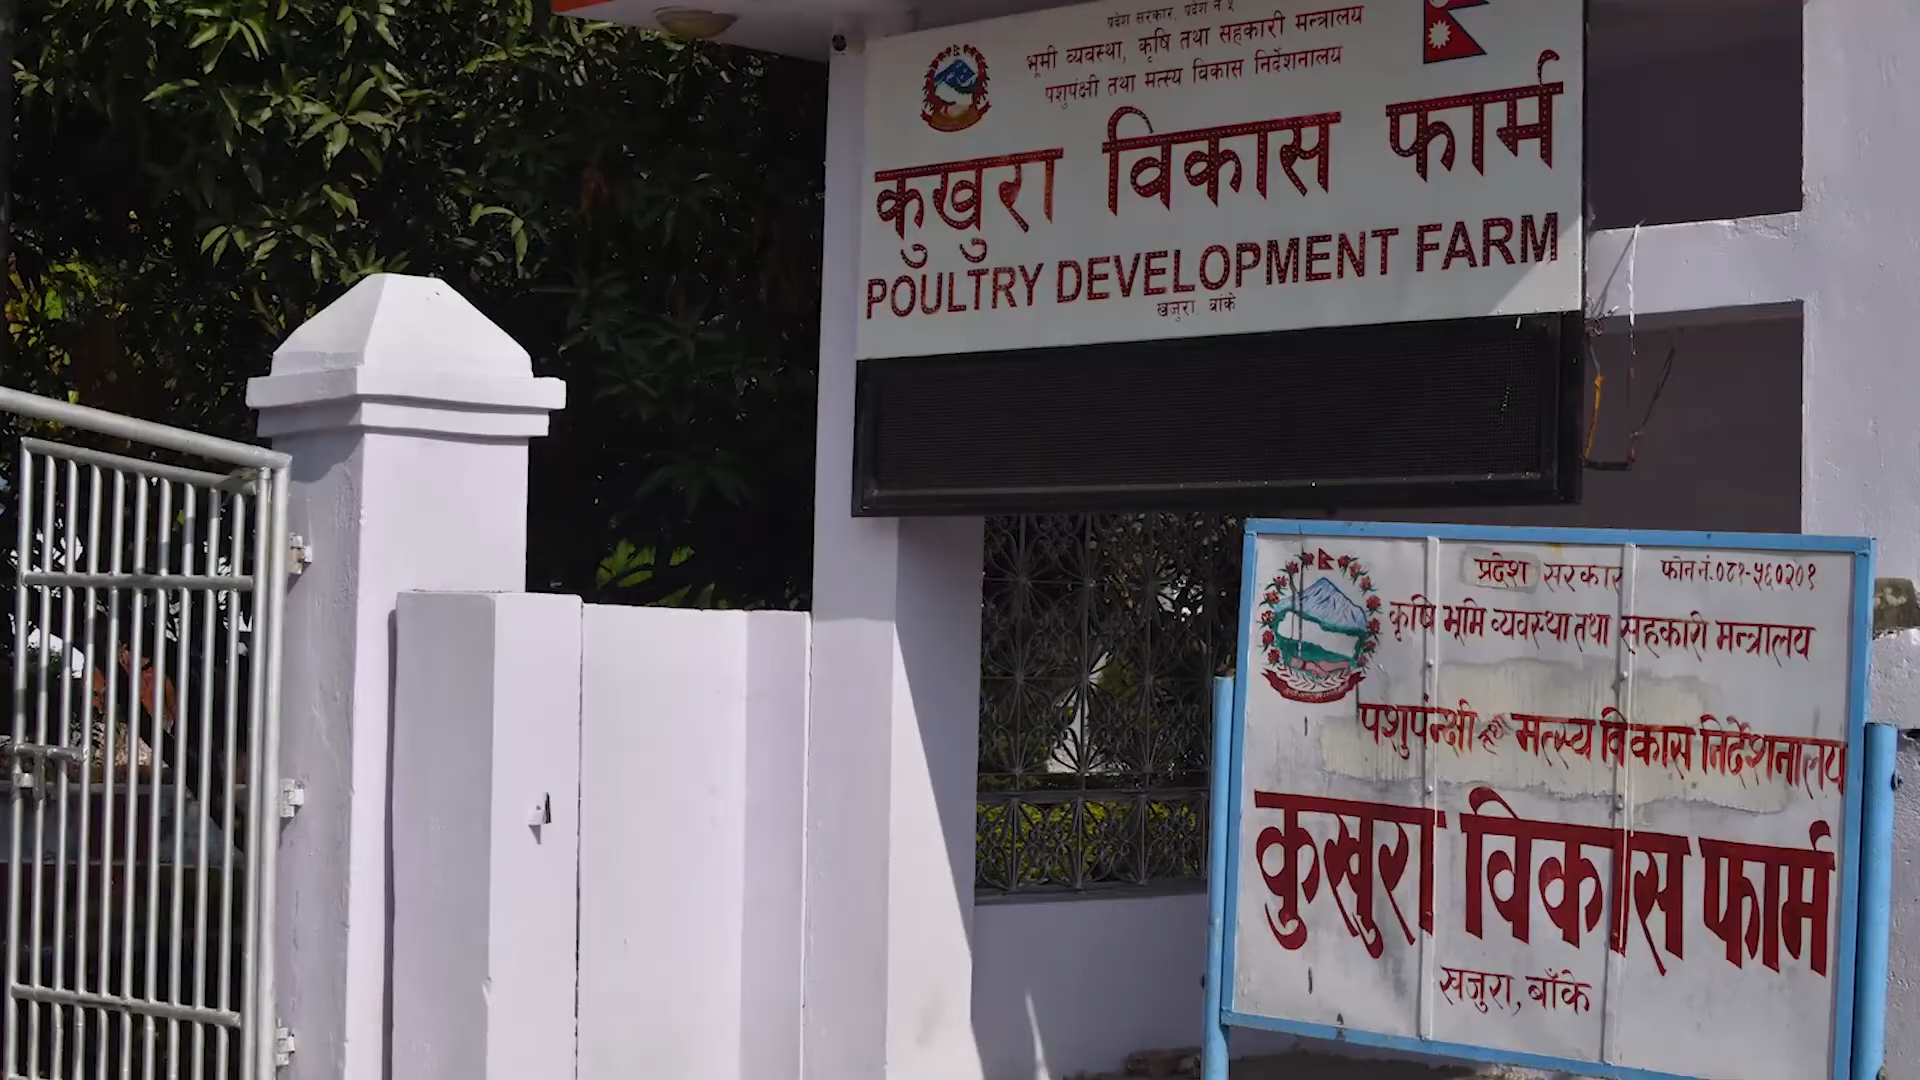 प्रदेश सरकार, प्रदेश नं ५
भूमी व्यवस्था, कृषि तथा सहकारी मन्त्रालय
पशुपंक्षी तथा मत्स्य विकास निर्देशनालय
कुखुरा विकास फार्म
POULTRY DEVELOPMENT FARM
खजुरा, बांके
प्रदेश सरकार फोन नं. ०८१-५६०२०१
कृषि भूमि व्यवस्था तथा सहकारी मन्त्रालय
पशुपंन्क्षी तथा मत्स्य विकास निर्देशनालय
कुखुरा विकास फार्म
खजुरा, बाँके